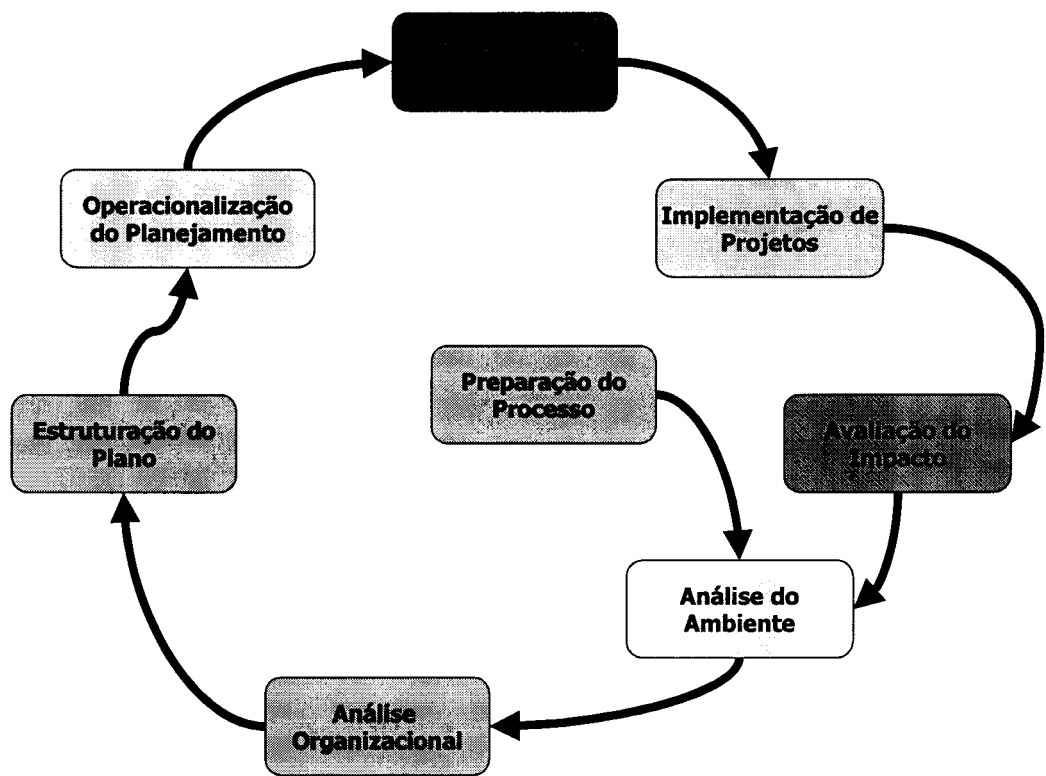 Operacionalização
do Planejamento
Implementação de
Projetos
Preparação do
Processo
Estruturação do
Plano
Avaliação do
Impacto
Análise do
Ambiente
Análise
Organizacional